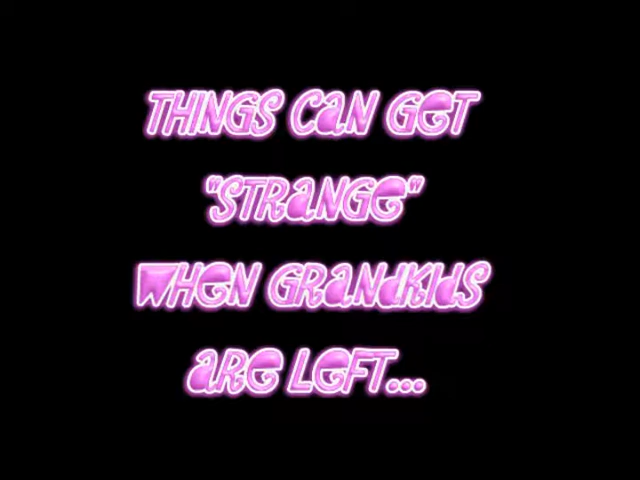 THINGS CaN GeT
"STRaNGe"
WHeN GRaNdKIdS
aRe LeFT...